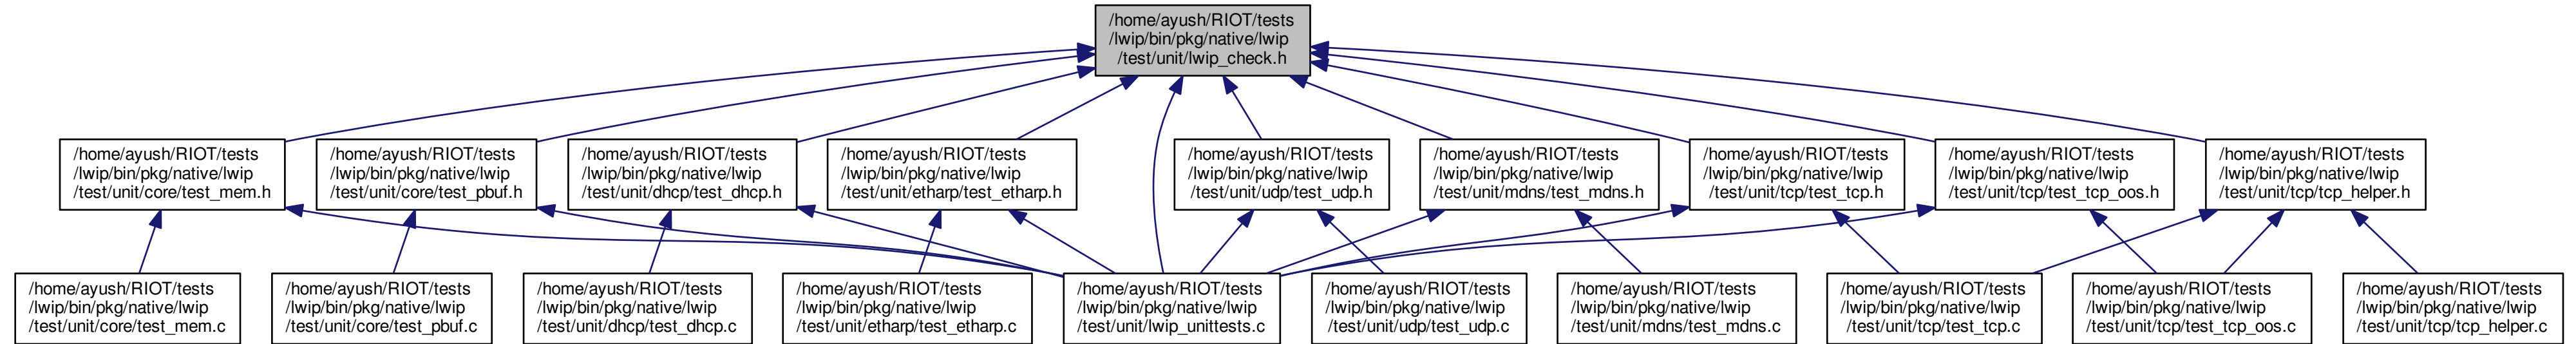 /home/ayush/RIOT/tests
/lwip/bin/pkg/native/lwip
/test/unit/lwip_check.h
/home/ayush/RIOT/tests
/lwip/bin/pkg/native/lwip
/test/unit/core/test_mem.h
/home/ayush/RIOT/tests
/lwip/bin/pkg/native/lwip
/test/unit/core/test_pbuf.h
/home/ayush/RIOT/tests
/lwip/bin/pkg/native/lwip
/test/unit/dhcp/test_dhcp.h
/home/ayush/RIOT/tests
/lwip/bin/pkg/native/lwip
/test/unit/etharp/test_etharp.h
/home/ayush/RIOT/tests
/lwip/bin/pkg/native/lwip
/test/unit/udp/test_udp.h
/home/ayush/RIOT/tests
/lwip/bin/pkg/native/lwip
/test/unit/mdns/test_mdns.h
/home/ayush/RIOT/tests
/lwip/bin/pkg/native/lwip
/test/unit/tcp/test_tcp.h
/home/ayush/RIOT/tests
/lwip/bin/pkg/native/lwip
/test/unit/tcp/test_tcp_oos.h
/home/ayush/RIOT/tests
/lwip/bin/pkg/native/lwip
/test/unit/tcp/tcp_helper.h
/home/ayush/RIOT/tests
/lwip/bin/pkg/native/lwip
/test/unit/core/test_mem.c
/home/ayush/RIOT/tests
/lwip/bin/pkg/native/lwip
/test/unit/core/test_pbuf.c
/home/ayush/RIOT/tests
/lwip/bin/pkg/native/lwip
/test/unit/dhcp/test_dhcp.c
/home/ayush/RIOT/tests
/lwip/bin/pkg/native/lwip
/test/unit/etharp/test_etharp.c
/home/ayush/RIOT/tests
/lwip/bin/pkg/native/lwip
/test/unit/lwip_unittests.c
/home/ayush/RIOT/tests
/lwip/bin/pkg/native/lwip
/test/unit/udp/test_udp.c
/home/ayush/RIOT/tests
/lwip/bin/pkg/native/lwip
/test/unit/mdns/test_mdns.c
/home/ayush/RIOT/tests
/lwip/bin/pkg/native/lwip
/test/unit/tcp/test_tcp.c
/home/ayush/RIOT/tests
/lwip/bin/pkg/native/lwip
/test/unit/tcp/test_tcp_oos.c
/home/ayush/RIOT/tests
/lwip/bin/pkg/native/lwip
/test/unit/tcp/tcp_helper.c